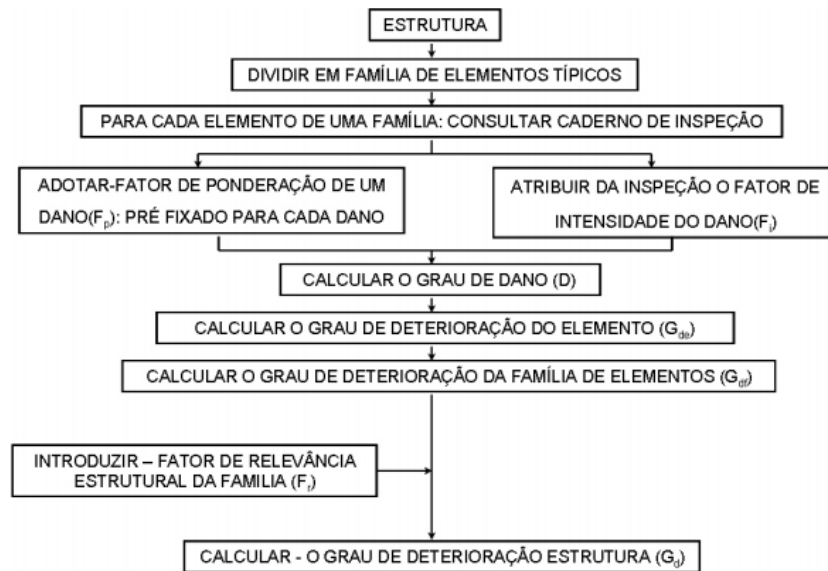 ESTRUTURA
DIVIDIR EM FAMÍLIA DE ELEMENTOS TÍPICOS
PARA CADA ELEMENTO DE UMA FAMÍLIA: CONSULTAR CADERNO DE INSPEÇÃO
ADOTAR-FATOR DE PONDERAÇÃO DE UM
DANO(Fp): PRÉ FIXADO PARA CADA DANO
ATRIBUIR DA INSPEÇÃO O FATOR DE
INTENSIDADE DO DANO(Fi)
CALCULAR O GRAU DE DANO (D)
CALCULAR O GRAU DE DETERIORAÇÃO DO ELEMENTO (Gde)
CALCULAR O GRAU DE DETERIORAÇÃO DA FAMÍLIA DE ELEMENTOS (Gdf)
INTRODUZIR – FATOR DE RELEVÂNCIA
ESTRUTURAL DA FAMILIA (Fr)
CALCULAR - O GRAU DE DETERIORAÇÃO ESTRUTURA (Gd)